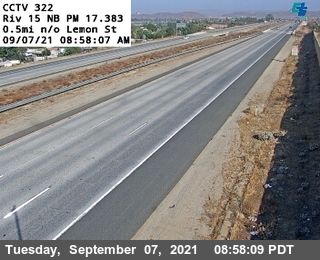 CCTV 322
Riv 15 NB PM 17.383
0.5mi n/o Lemon St
09/07/21 08:58:07 AM
Tuesday, September 07, 2021 08:58:09 PDT